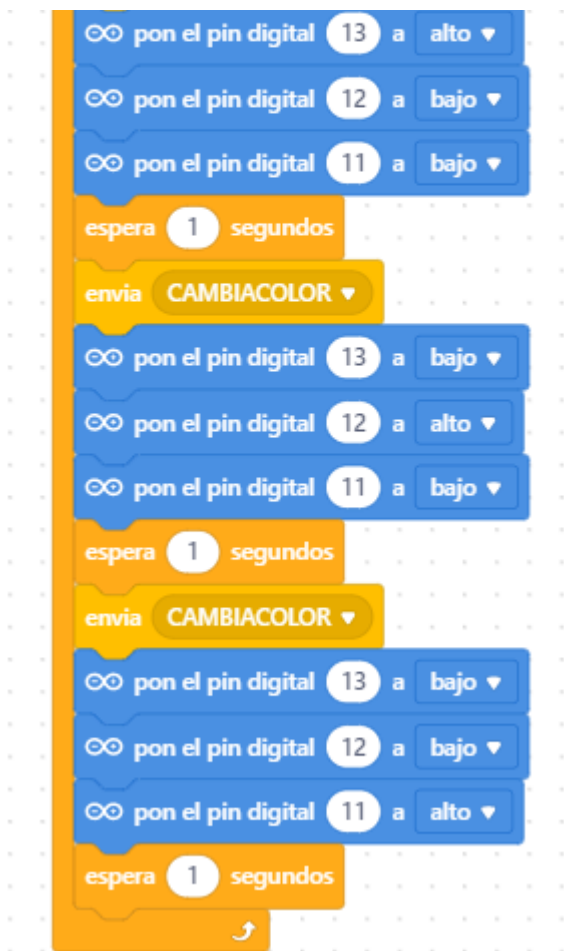 pon el pin digital 13 a alto
pon el pin digital 12 a bajo
pon el pin digital 11 a bajo
espera 1 segundos
envia CAMBIACOLOR
pon el pin digital 13 a bajo
pon el pin digital 12 a alto
pon el pin digital 11 a bajo
espera 1 segundos
envia CAMBIACOLOR
pon el pin digital 13 a bajo
pon el pin digital 12 a bajo
pon el pin digital 11 a alto
espera 1 segundos